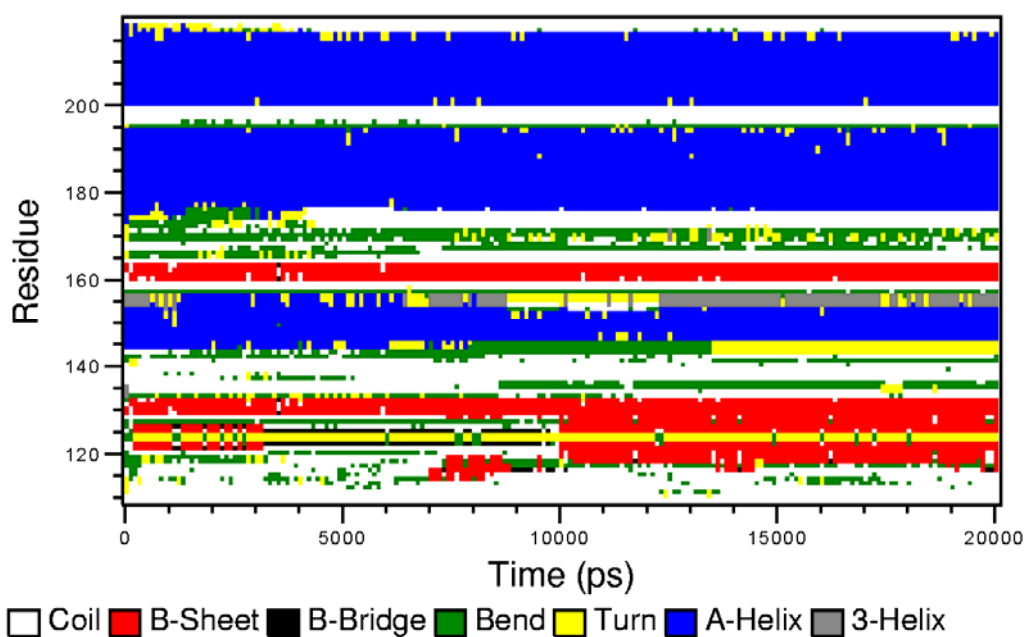 Residue
200
180
160
140
120
0 5000 10000 15000 20000
Time (ps)
Coil B-Sheet B-Bridge Bend Turn A-Helix 3-Helix